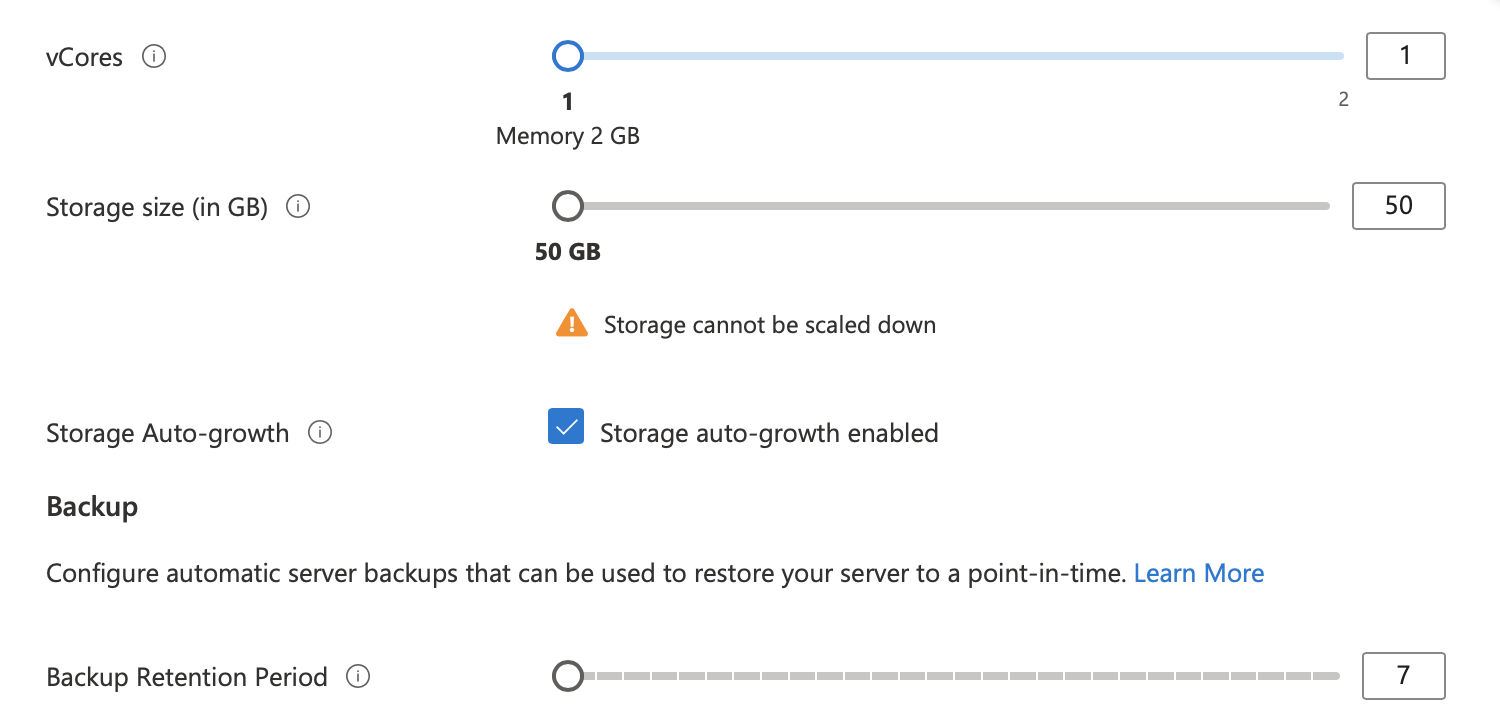 vCores
1
1
2
Memory 2 GB
Storage size (in GB)
50
50 GB
Storage cannot be scaled down
Storage Auto-growth
Storage auto-growth enabled
Backup
Configure automatic server backups that can be used to restore your server to a point-in-time. Learn More
Backup Retention Period
7